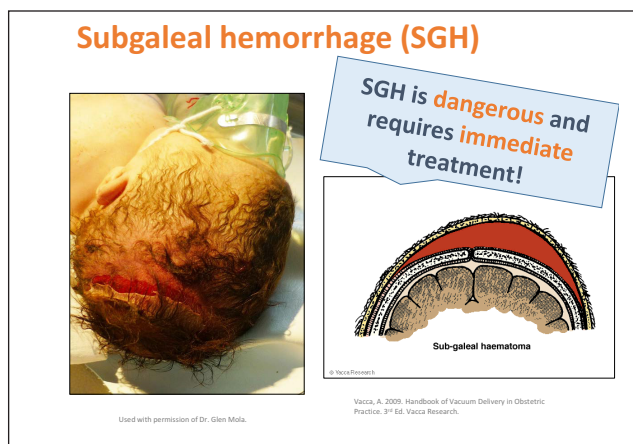 Subgaleal hemorrhage (SGH)
SGH is dangerous and
requires immediate
treatment!
Sub-galeal haematoma
© Vacca Research
Vacca, A. 2009. Handbook of Vacuum Delivery in Obstetric
Practice. 3rd Ed. Vacca Research.
Used with permission of Dr. Glen Mola.